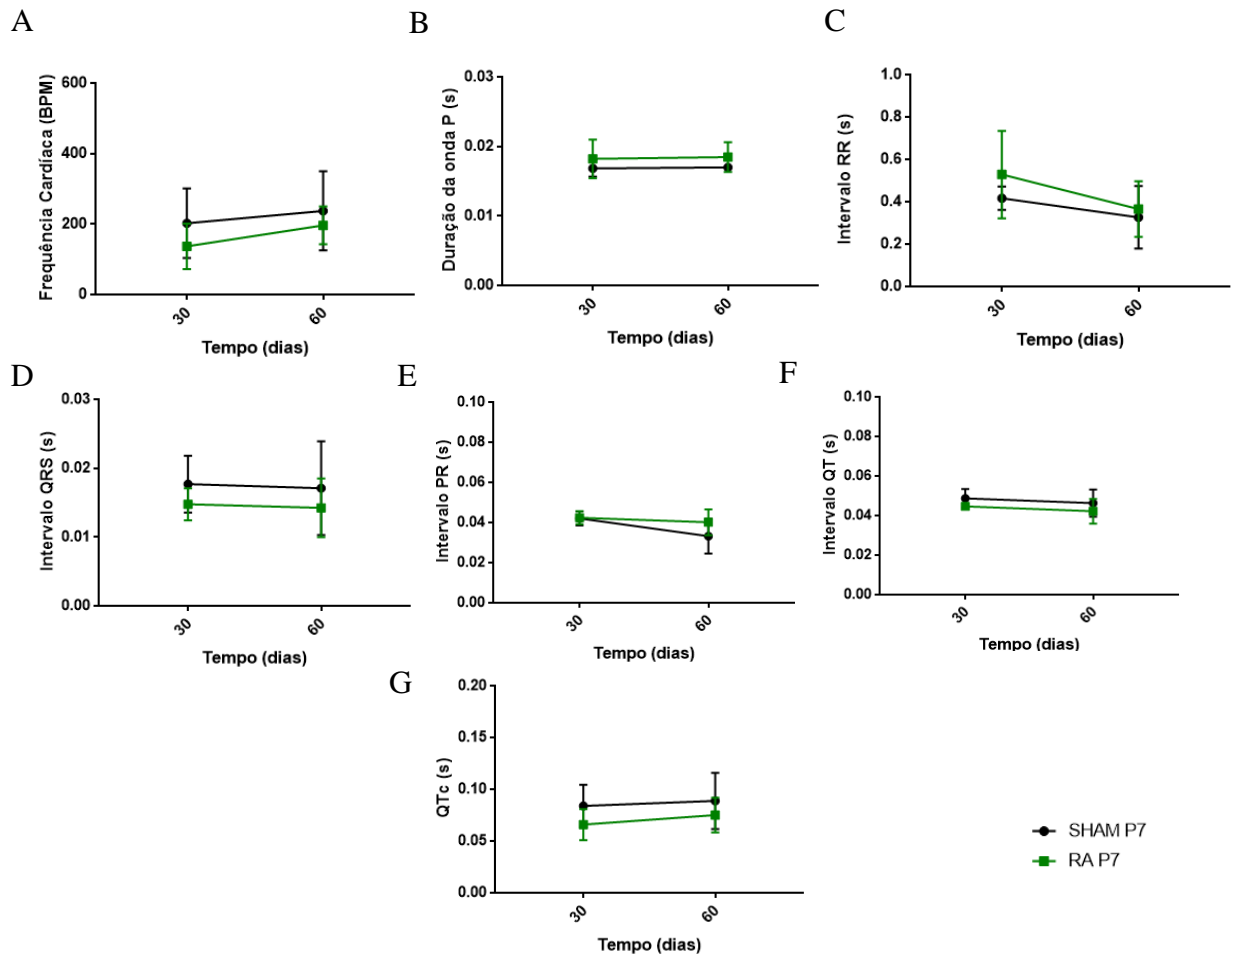 A
Frequência Cardíaca (BPM)
600
400
200
0
30
60
Tempo (dias)
B
Duração da onda P (s)
0.03
0.02
0.01
0.00
30
60
Tempo (dias)
C
Intervalo RR (s)
1.0
0.8
0.6
0.4
0.2
0.0
30
60
Tempo (dias)
D
Intervalo QRS (s)
0.03
0.02
0.01
0.00
30
60
Tempo (dias)
E
Intervalo PR (s)
0.10
0.08
0.06
0.04
0.02
0.00
30
60
Tempo (dias)
F
Intervalo QT (s)
0.10
0.08
0.06
0.04
0.02
0.00
30
60
Tempo (dias)
G
QTc (s)
0.20
0.15
0.10
0.05
0.00
30
60
Tempo (dias)
SHAM P7
RA P7